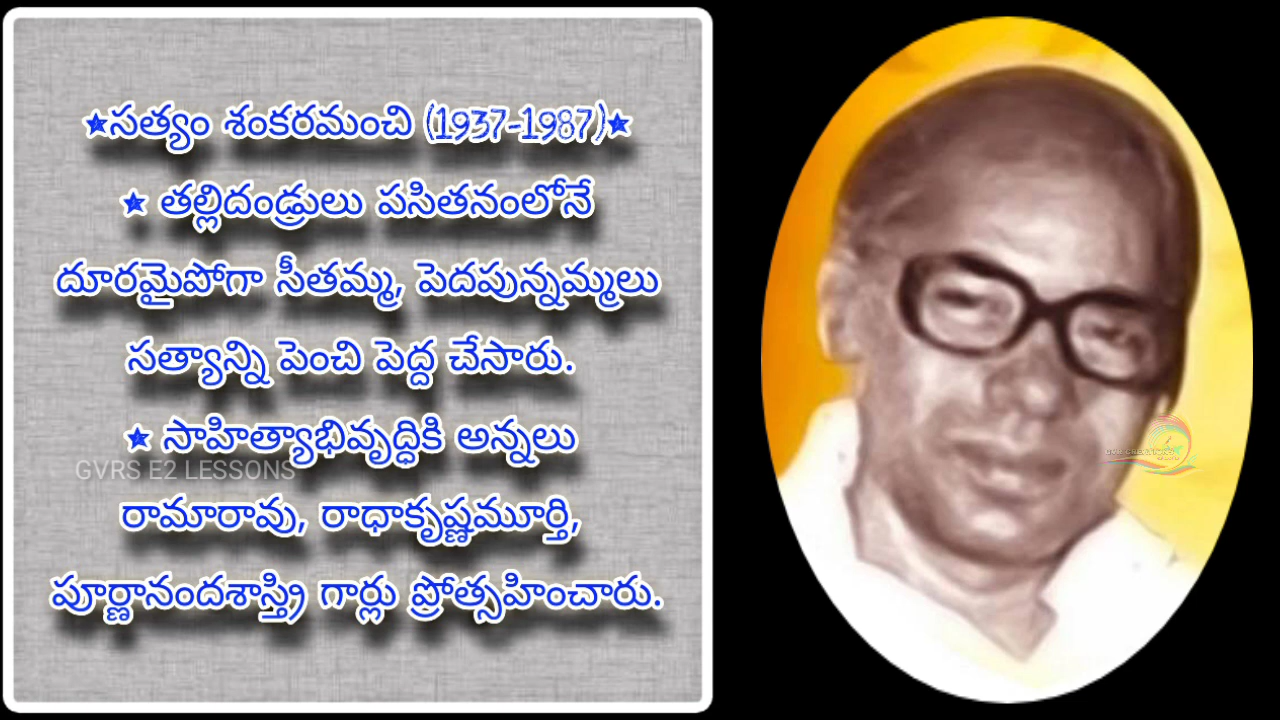 ★సత్యం శంకరమంచి (1937-1987)★
★ తల్లిదండ్రులు పసితనంలోనే
దూరమైపోగా సీతమ్మ, పెదపున్నమ్మలు
సత్యాన్ని పెంచి పెద్ద చేసారు.
★ సాహిత్యాభివృద్ధికి అన్నలు
GVRS E2 LESSONS
రామారావు, రాధాకృష్ణమూర్తి,
పూర్ణానందశాస్త్రి గార్లు ప్రోత్సహించారు.